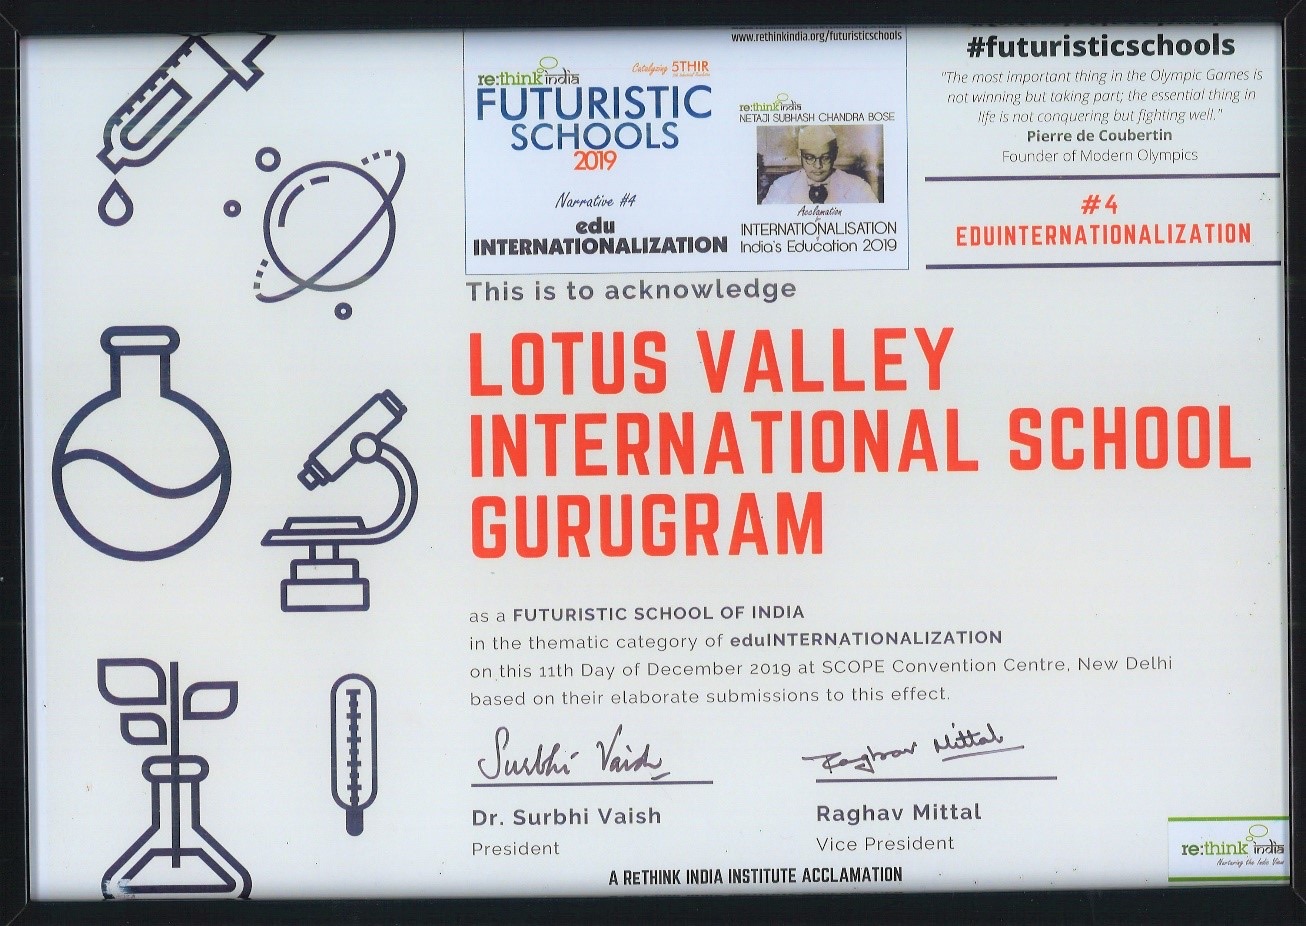 www.rethinkindia.org/futuristicschools
re:think india
Catalyzing 5THIR
FUTURISTIC
SCHOOLS
2019
Narrative #4
edu
INTERNATIONALIZATION
re:think india
NETAJI SUBHASH CHANDRA BOSE
Acclamation
INTERNATIONALISATION
India's Education 2019
#futuristicschools
"The most important thing in the Olympic Games is
not winning but taking part; the essential thing in
life is not conquering but fighting well."
Pierre de Coubertin
Founder of Modern Olympics
#4
EDUINTERNATIONALIZATION
This is to acknowledge
LOTUS VALLEY
INTERNATIONAL SCHOOL
GURUGRAM
as a FUTURISTIC SCHOOL OF INDIA
in the thematic category of eduINTERNATIONALIZATION
on this 11th Day of December 2019 at SCOPE Convention Centre, New Delhi
based on their elaborate submissions to this effect.
Surbhi Vaish
Raghav Mittal
Dr. Surbhi Vaish
President
Raghav Mittal
Vice President
A RETHINK INDIA INSTITUTE ACCLAMATION
re:think india
Nurturing the Indic View